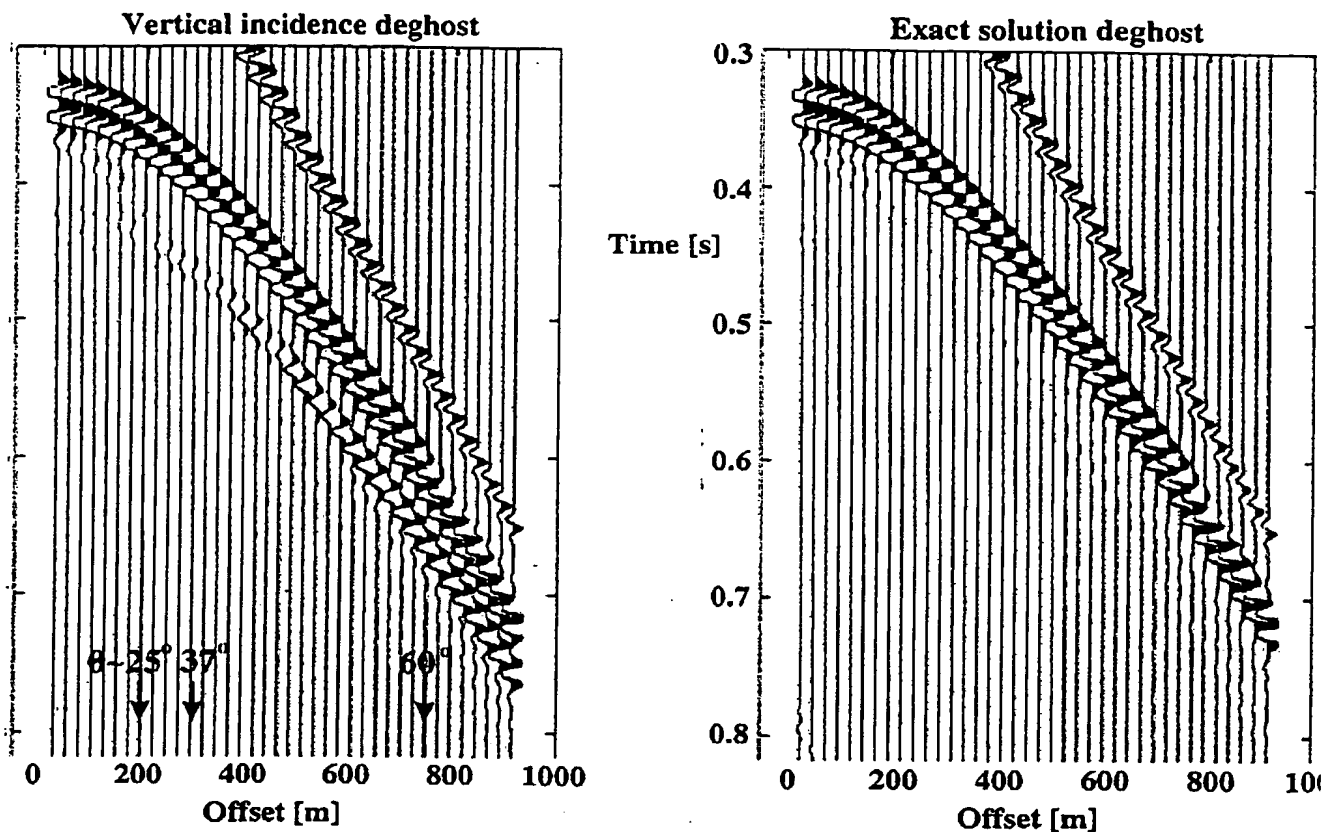 Vertical incidence deghost
θ~25° 37° 60°
0 200 400 600 800 1000
Offset [m]
Exact solution deghost
Time [s]
0.3
0.4
0.5
0.6
0.7
0.8
0 200 400 600 800 100
Offset [m]